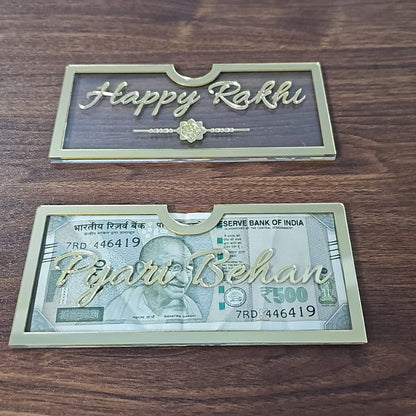 Happy Rakhi
भारतीय रिज़र्व बैंक
RESERVE BANK OF INDIA
7RD 446419
Pyari Behan
₹500
7RD 446419